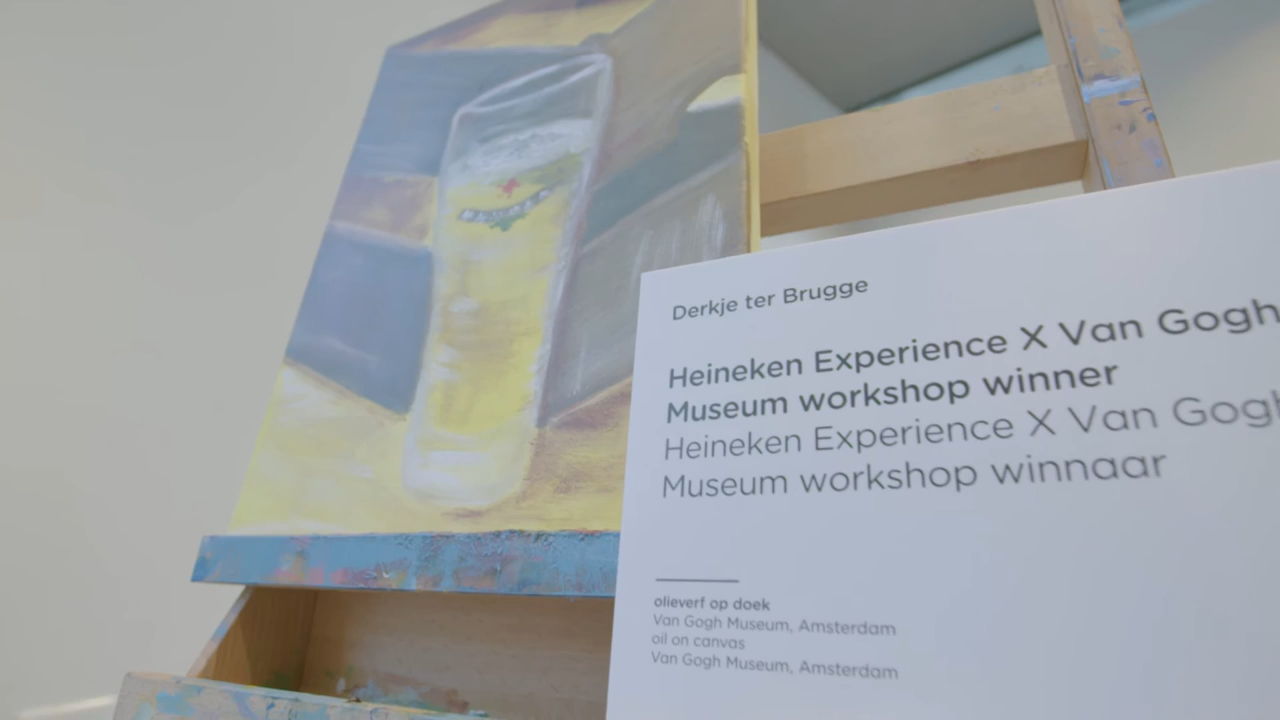 Derkje ter Brugge
Heineken Experience X Van Gogh
Museum workshop winner
Heineken Experience X Van Gogh
Museum workshop winnaar
olieverf op doek
Van Gogh Museum, Amsterdam
oil on canvas
Van Gogh Museum, Amsterdam